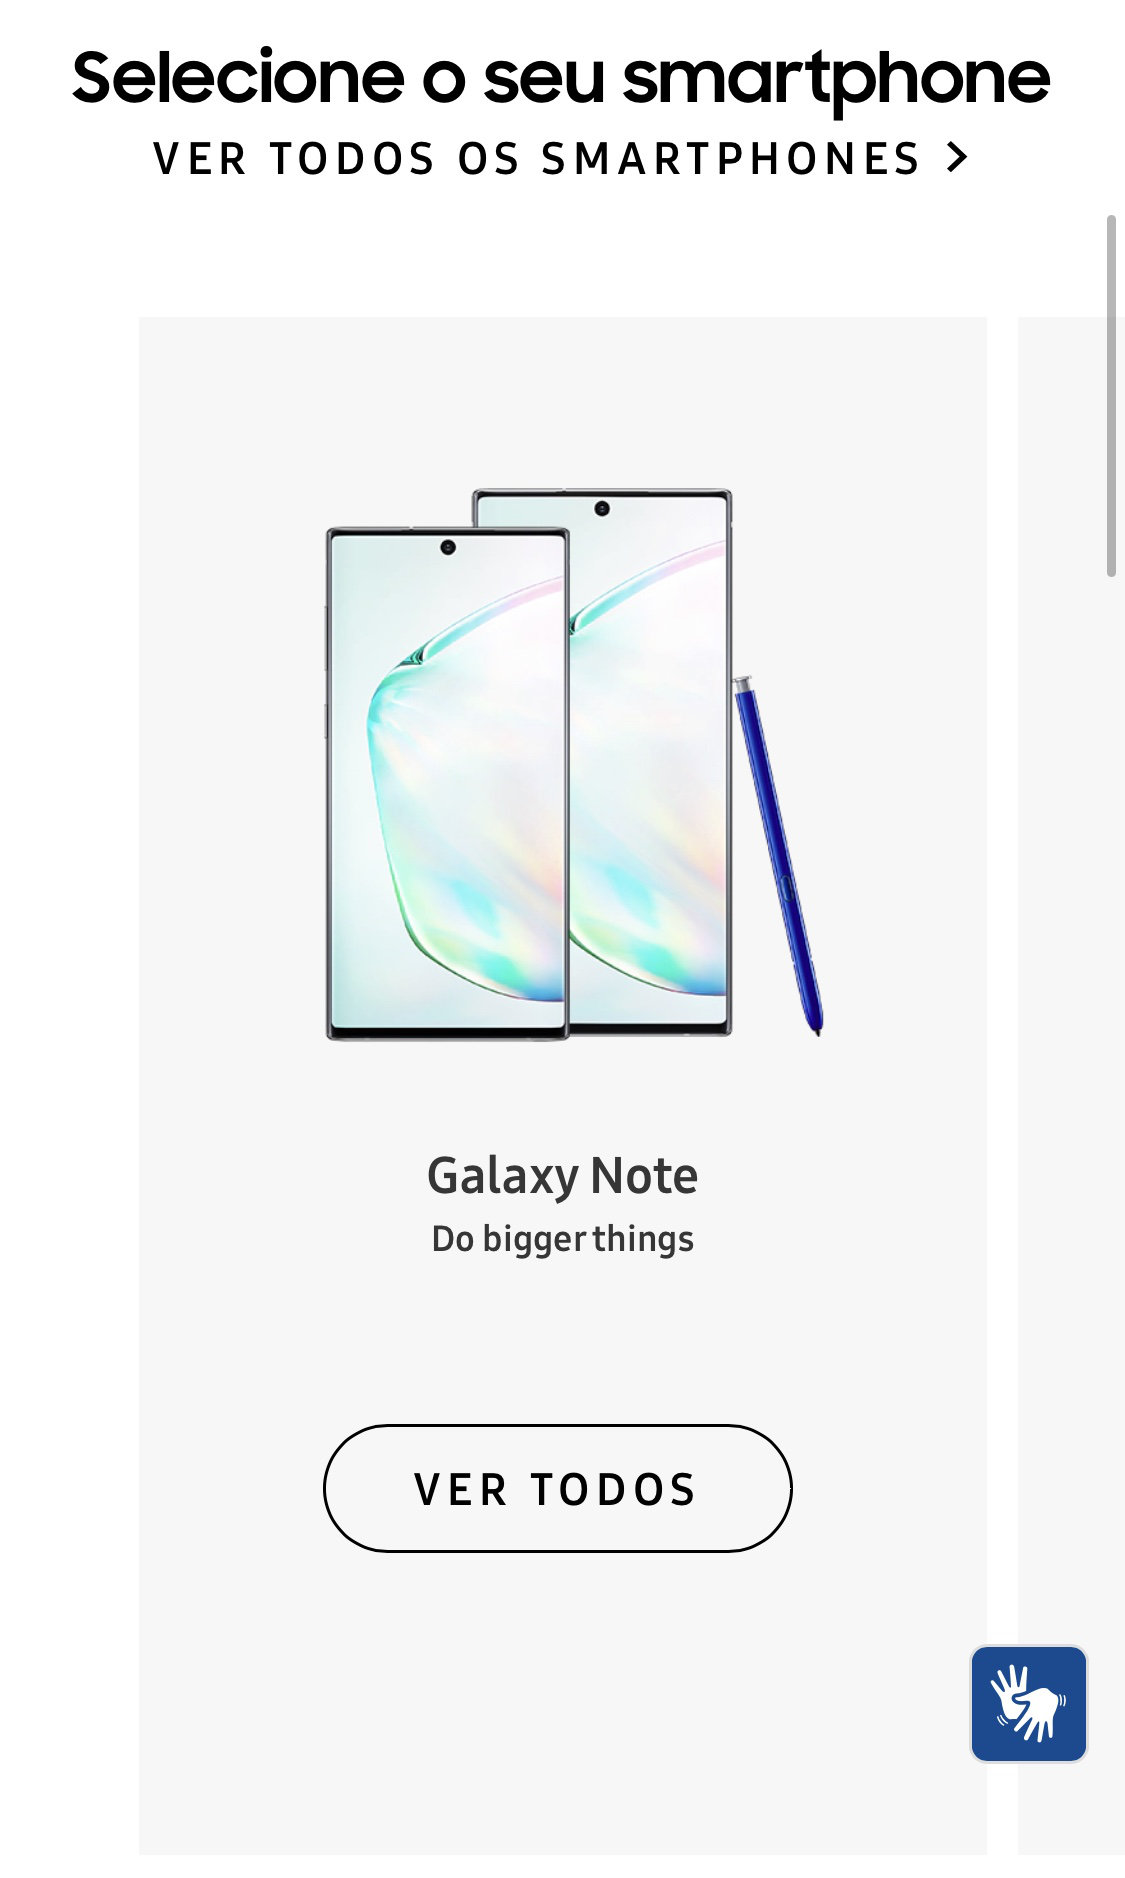 Selecione o seu smartphone
VER TODOS OS SMARTPHONES >
Galaxy Note
Do bigger things
VER TODOS